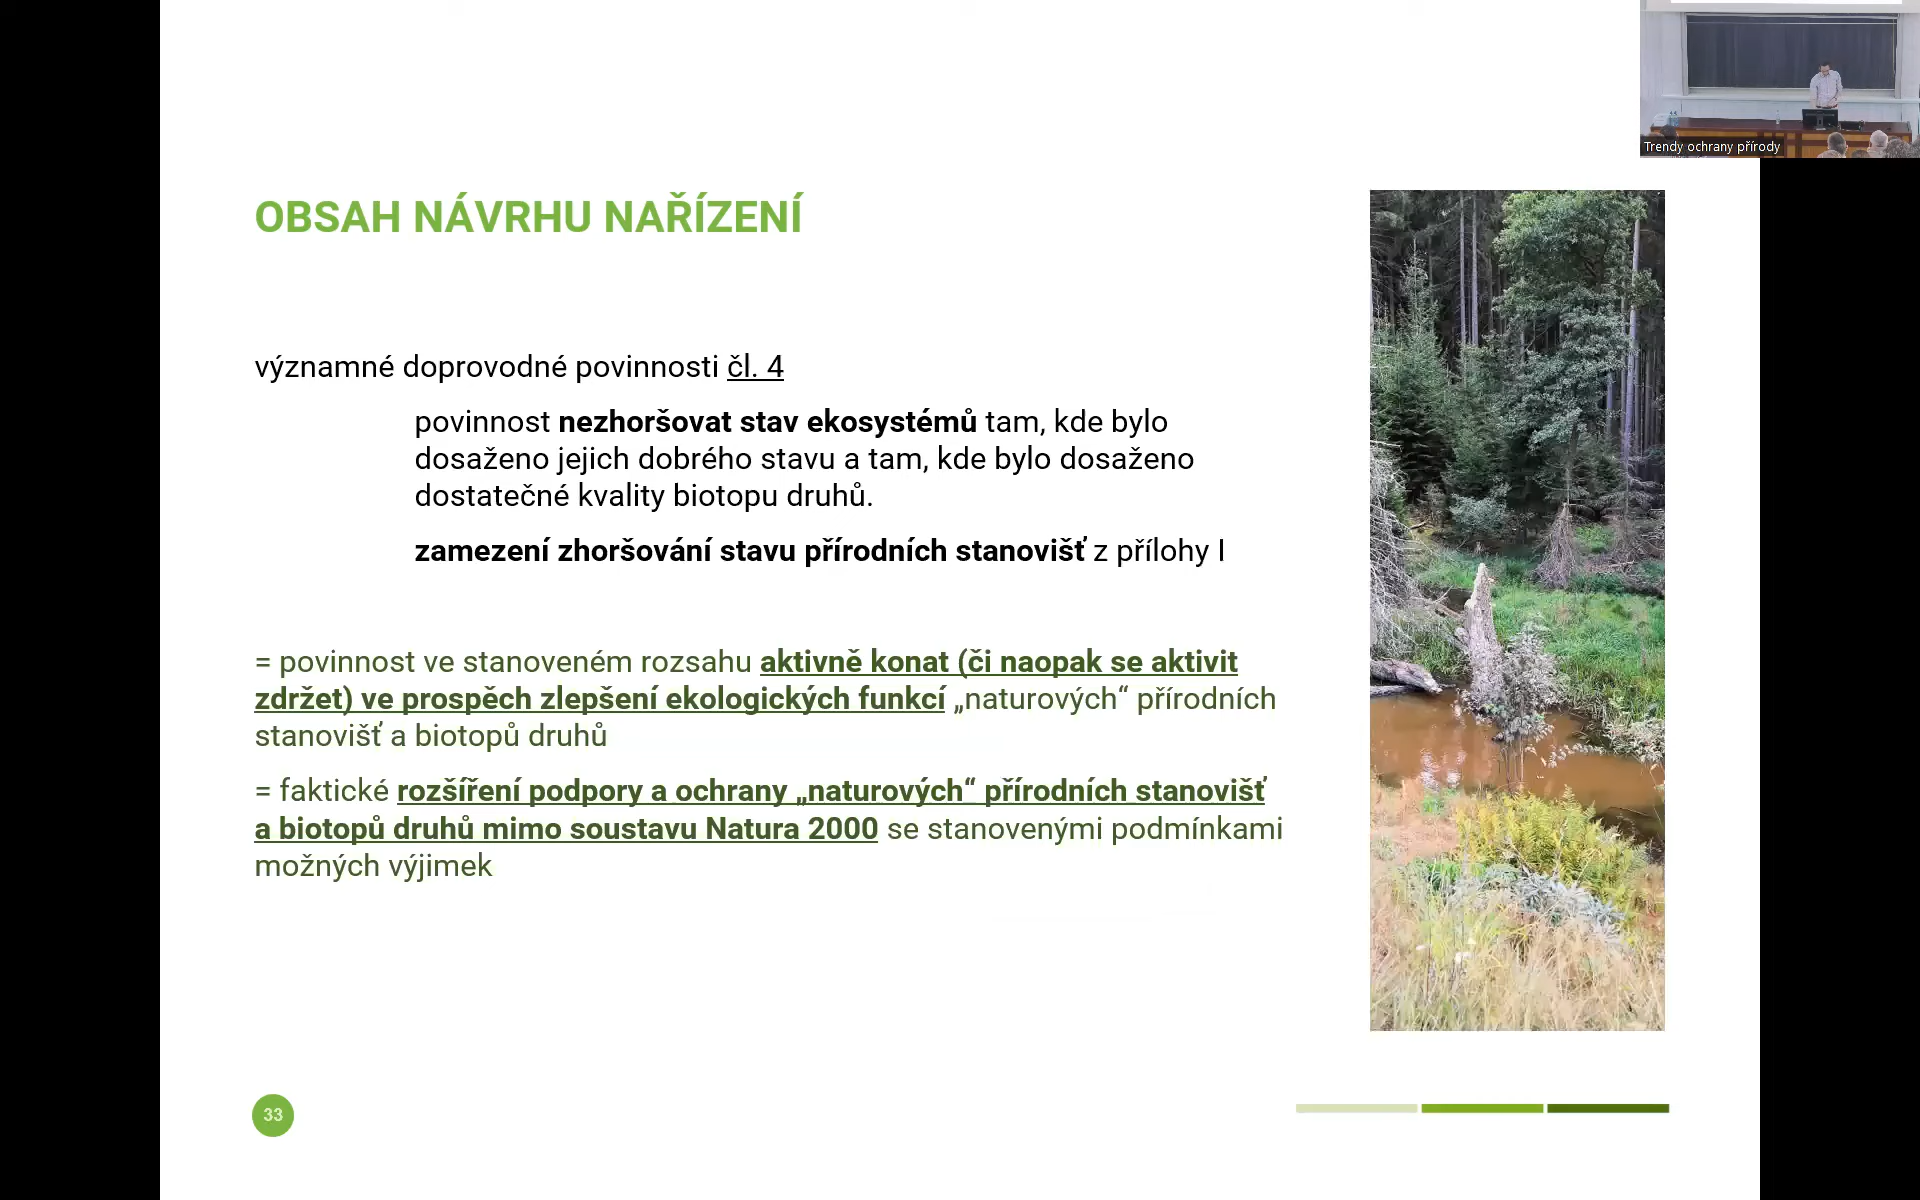 Trendy ochrany přírody
OBSAH NÁVRHU NAŘÍZENÍ
významné doprovodné povinnosti čl. 4
povinnost nezhoršovat stav ekosystémů tam, kde bylo
dosaženo jejich dobrého stavu a tam, kde bylo dosaženo
dostatečné kvality biotopu druhů.
zamezení zhoršování stavu přírodních stanovišť z přílohy I
= povinnost ve stanoveném rozsahu aktivně konat (či naopak se aktivit
zdržet) ve prospěch zlepšení ekologických funkcí „naturových“ přírodních
stanovišť a biotopů druhů
= faktické rozšíření podpory a ochrany „naturových“ přírodních stanovišť
a biotopů druhů mimo soustavu Natura 2000 se stanovenými podmínkami
možných výjimek
33